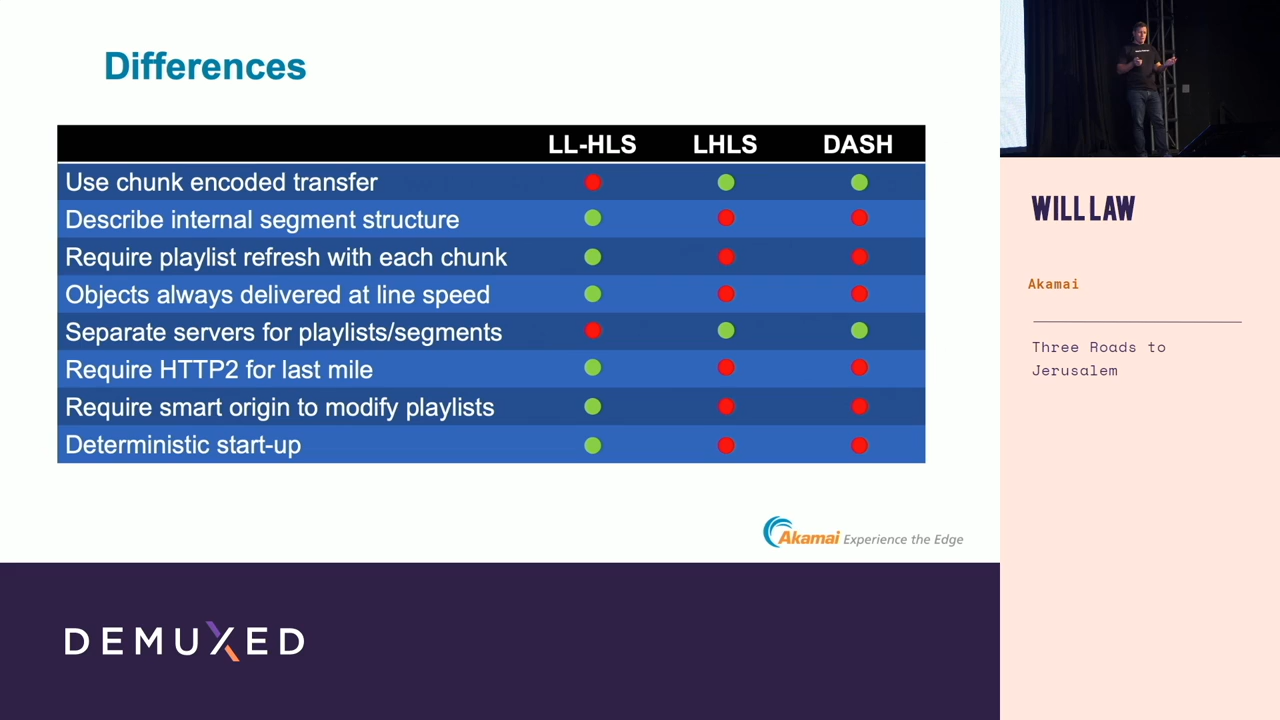 Differences
LL-HLS LHLS DASH
Use chunk encoded transfer
Describe internal segment structure
Require playlist refresh with each chunk
Objects always delivered at line speed
Separate servers for playlists/segments
Require HTTP2 for last mile
Require smart origin to modify playlists
Deterministic start-up
Akamai Experience the Edge
DEMUXED
WILL LAW
Akamai
Three Roads to
Jerusalem